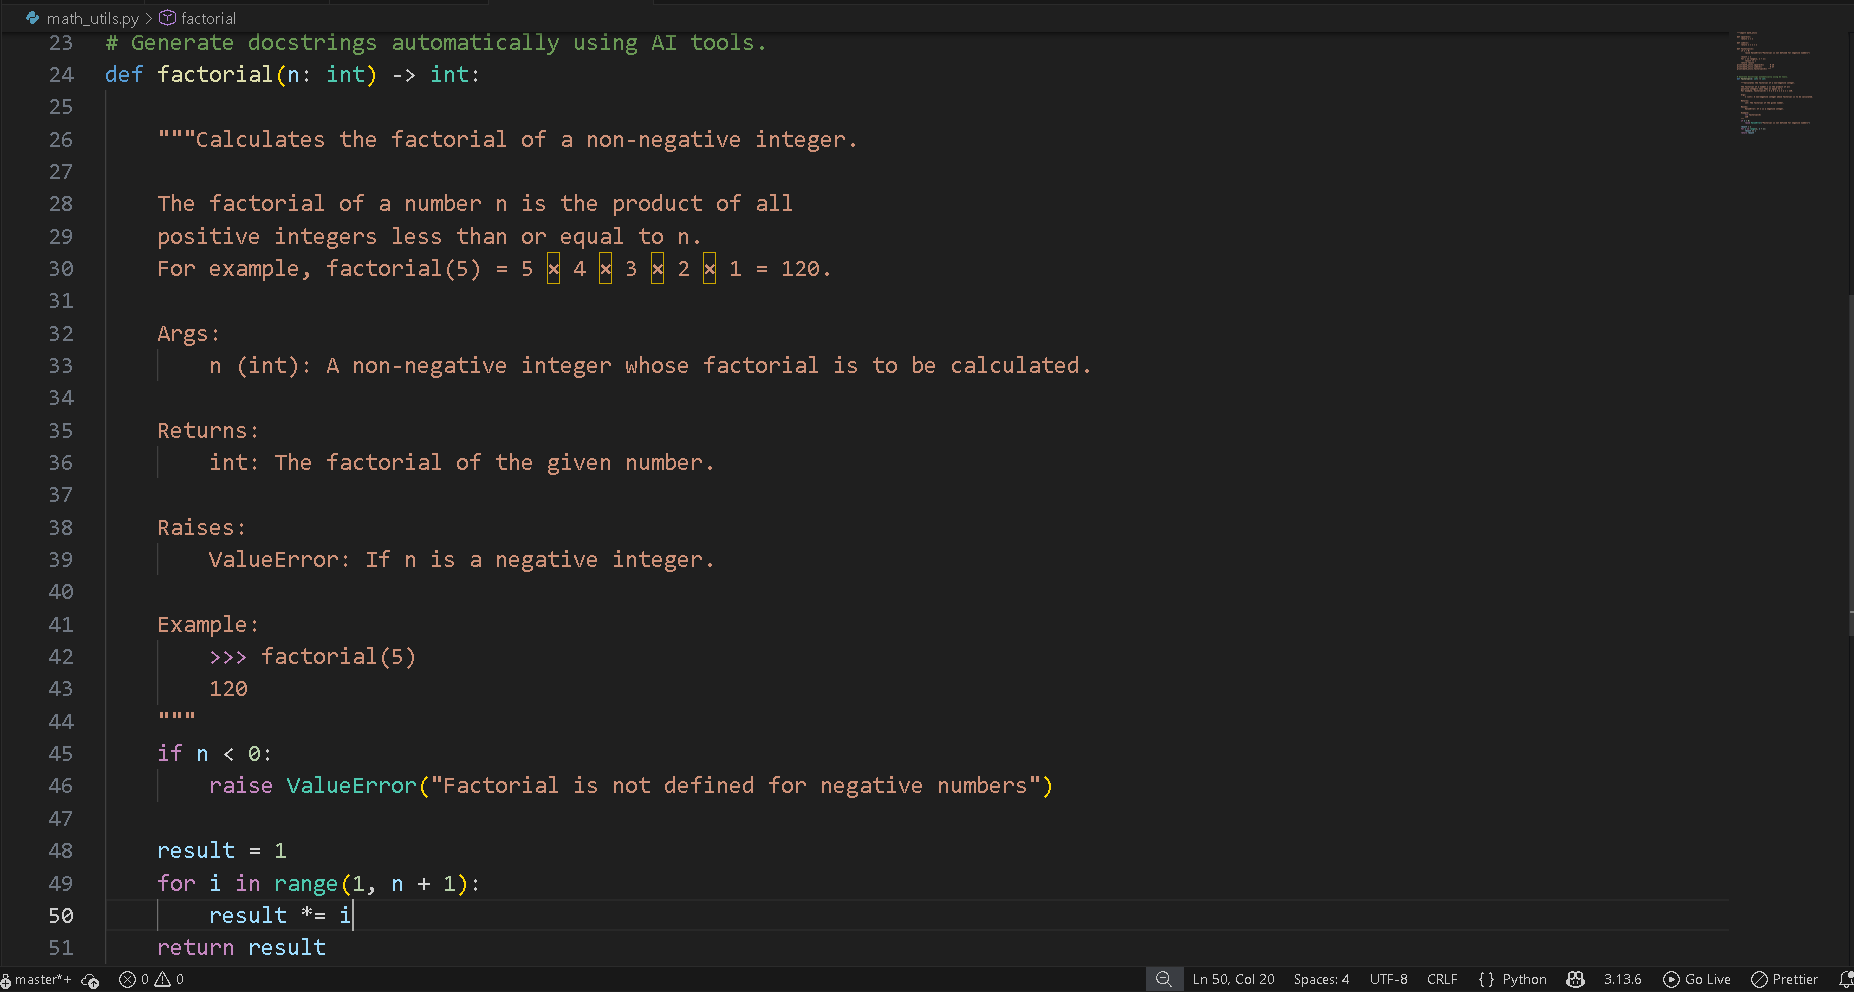 math_utils.py > factorial
23 # Generate docstrings automatically using AI tools.
24 def factorial(n: int) -> int:
25
26     """Calculates the factorial of a non-negative integer.
27
28     The factorial of a number n is the product of all
29     positive integers less than or equal to n.
30     For example, factorial(5) = 5 × 4 × 3 × 2 × 1 = 120.
31
32     Args:
33         n (int): A non-negative integer whose factorial is to be calculated.
34
35     Returns:
36         int: The factorial of the given number.
37
38     Raises:
39         ValueError: If n is a negative integer.
40
41     Example:
42         >>> factorial(5)
43         120
44     """
45     if n < 0:
46         raise ValueError("Factorial is not defined for negative numbers")
47
48     result = 1
49     for i in range(1, n + 1):
50         result *= i
51     return result
master*+ 0 0 Ln 50, Col 20 Spaces: 4 UTF-8 CRLF {} Python 3.13.6 Go Live Prettier